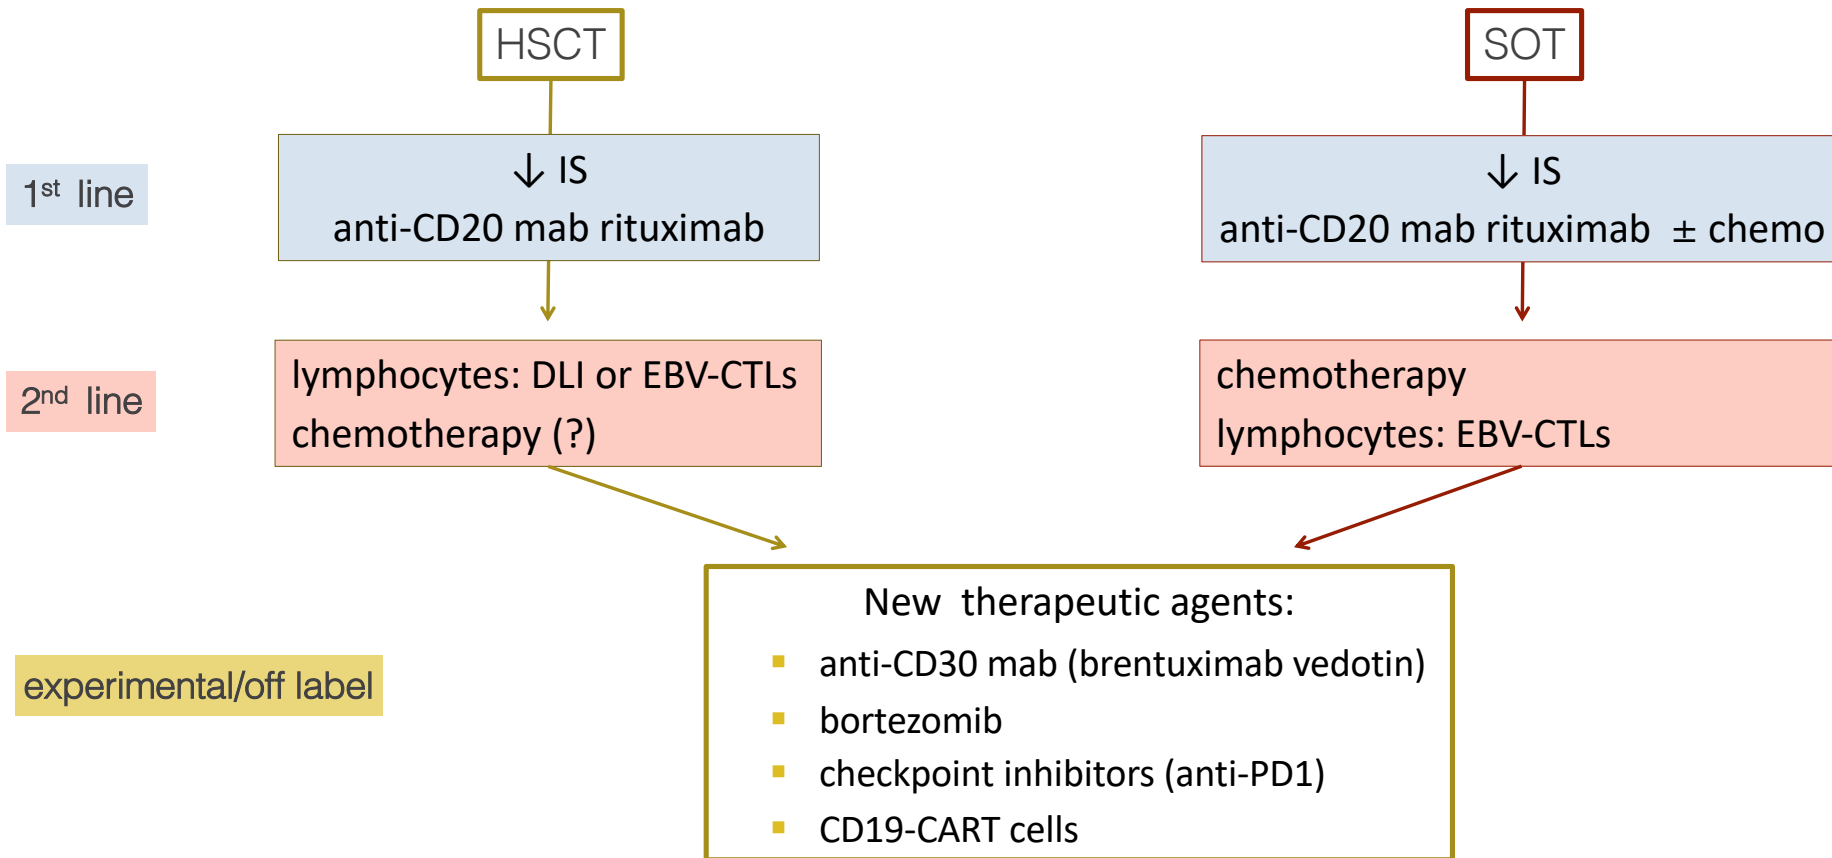 HSCT
SOT
1st line
↓ IS
anti-CD20 mab rituximab
↓ IS
anti-CD20 mab rituximab ± chemo
2nd line
lymphocytes: DLI or EBV-CTLs
chemotherapy (?)
chemotherapy
lymphocytes: EBV-CTLs
experimental/off label
New therapeutic agents:
▪ anti-CD30 mab (brentuximab vedotin)
▪ bortezomib
▪ checkpoint inhibitors (anti-PD1)
▪ CD19-CART cells